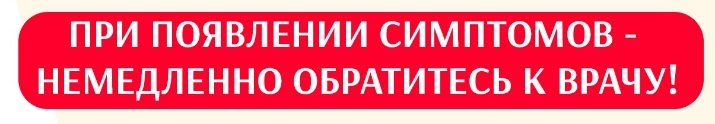 ПРИ ПОЯВЛЕНИИ СИМПТОМОВ -
НЕМЕДЛЕННО ОБРАТИТЕСЬ К ВРАЧУ!